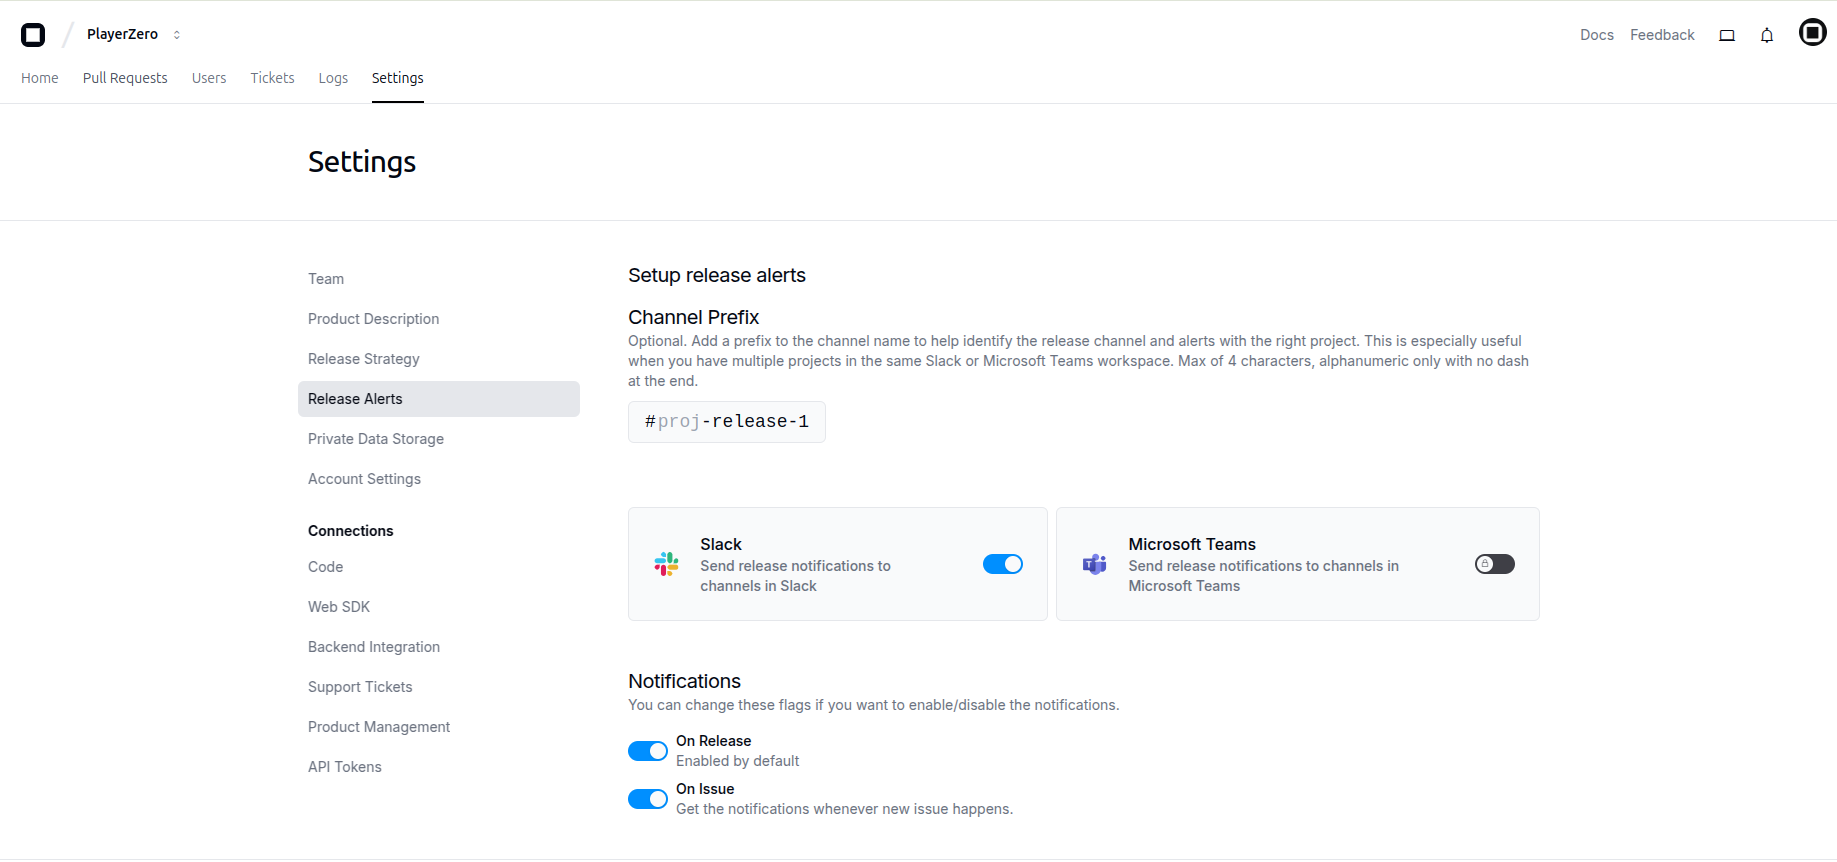 PlayerZero
Docs
Feedback
Home
Pull Requests
Users
Tickets
Logs
Settings
Settings
Team
Product Description
Release Strategy
Release Alerts
Private Data Storage
Account Settings
Connections
Code
Web SDK
Backend Integration
Support Tickets
Product Management
API Tokens
Setup release alerts
Channel Prefix
Optional. Add a prefix to the channel name to help identify the release channel and alerts with the right project. This is especially useful
when you have multiple projects in the same Slack or Microsoft Teams workspace. Max of 4 characters, alphanumeric only with no dash
at the end.
#proj-release-1
Slack
Send release notifications to
channels in Slack
Microsoft Teams
Send release notifications to channels in
Microsoft Teams
Notifications
You can change these flags if you want to enable/disable the notifications.
On Release
Enabled by default
On Issue
Get the notifications whenever new issue happens.